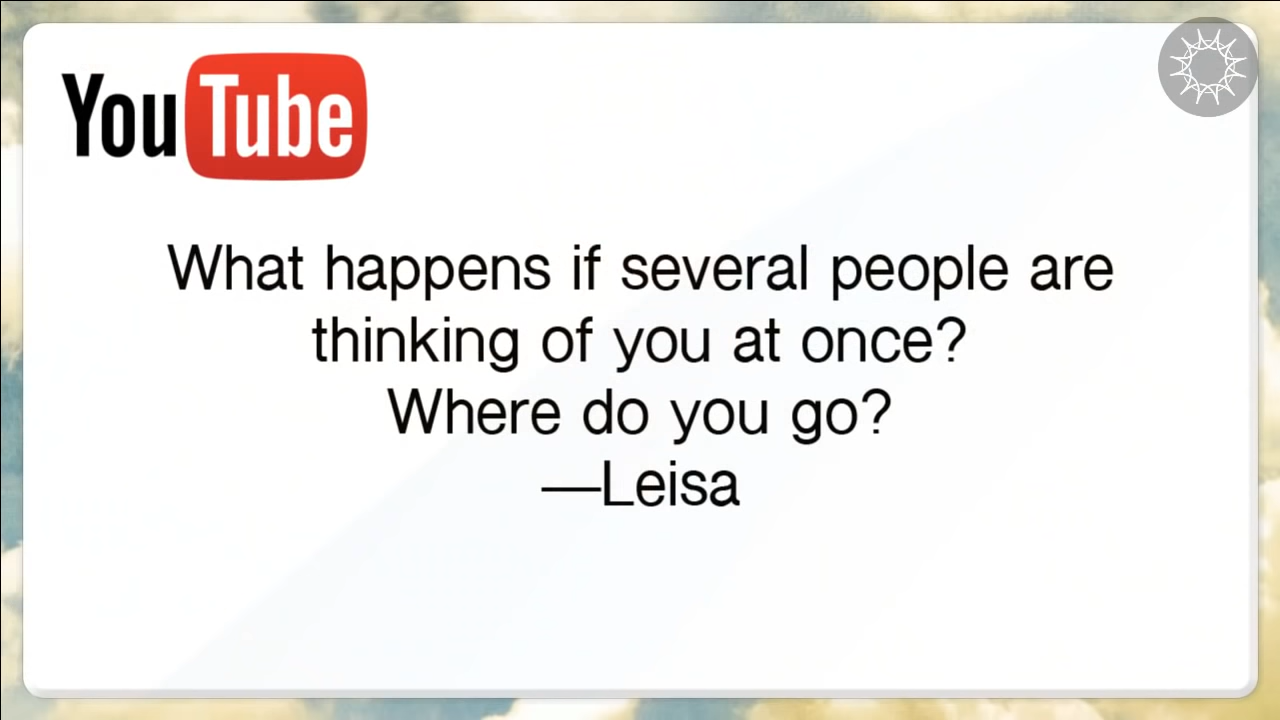 YouTube
What happens if several people are
thinking of you at once?
Where do you go?
—Leisa